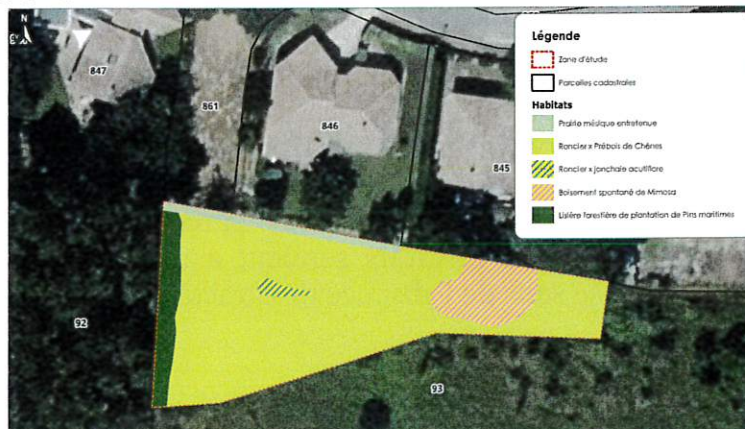 N
847
861
846
845
92
93
Légende
Zone d'étude
Parcelles cadastrales
Habitats
Prairie mésique entretenue
Roncier x Prébois de Chênes
Roncier x jonchaie acutiflore
Boisement spontané de Mimosa
Lisière forestière de plantation de Pins maritimes